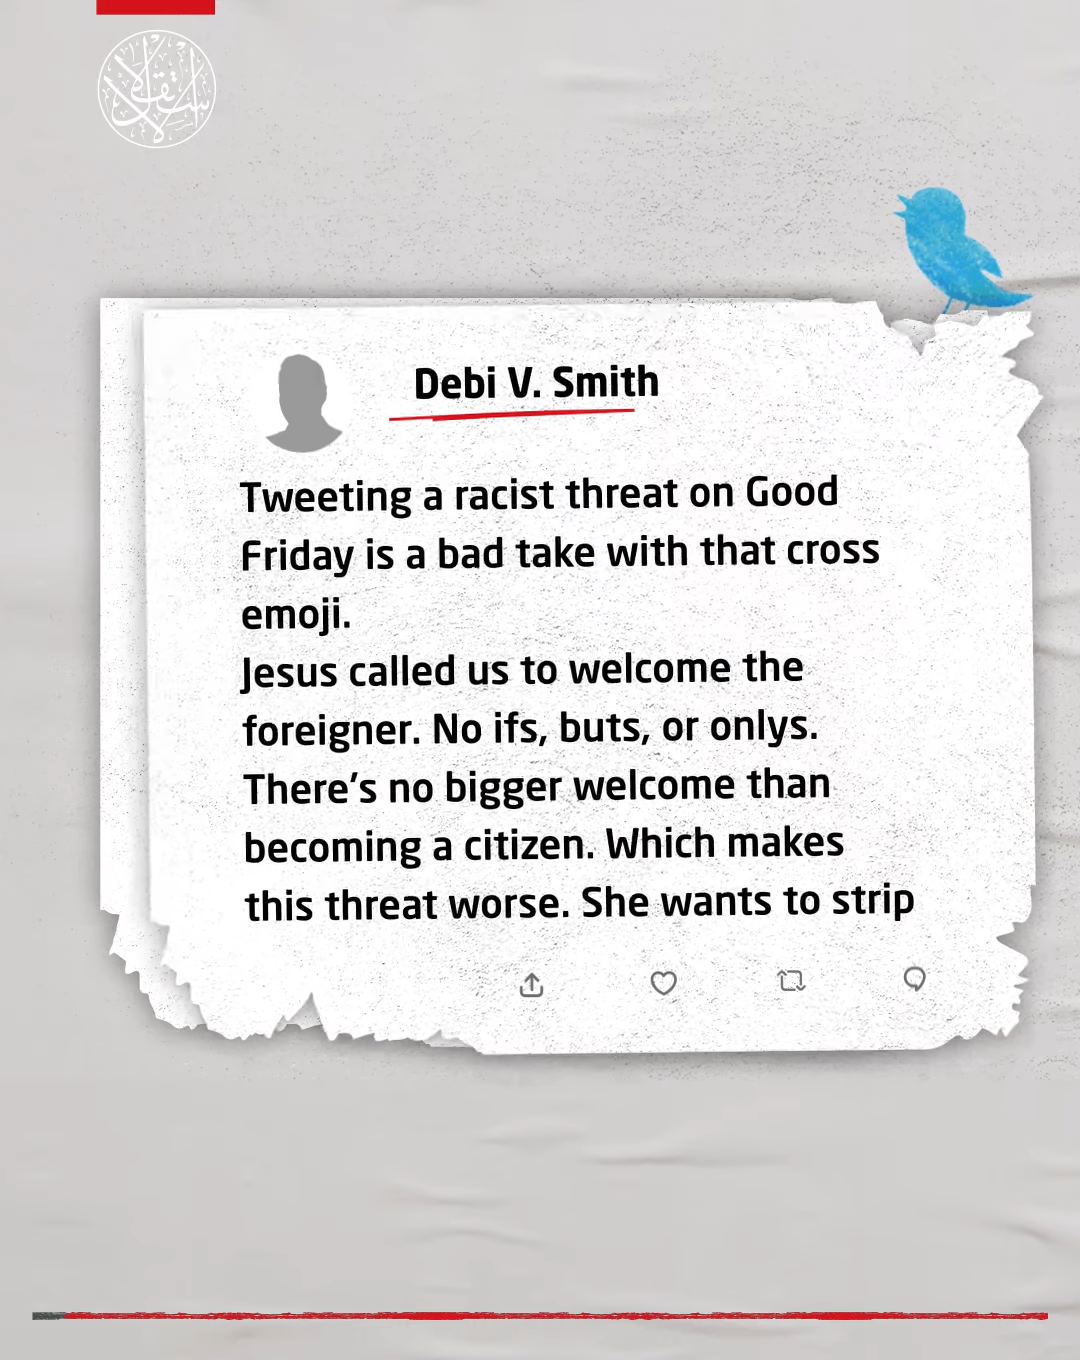 الاستقلال
Debi V. Smith
Tweeting a racist threat on Good
Friday is a bad take with that cross
emoji.
Jesus called us to welcome the
foreigner. No ifs, buts, or onlys.
There's no bigger welcome than
becoming a citizen. Which makes
this threat worse. She wants to strip